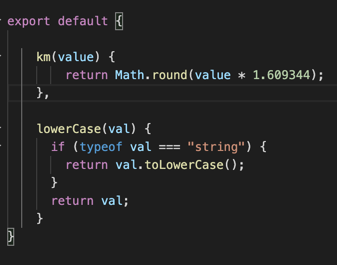 export default {
km(value) {
return Math.round(value * 1.609344);
},
lowerCase(val) {
if (typeof val === "string") {
return val.toLowerCase();
}
return val;
}
}